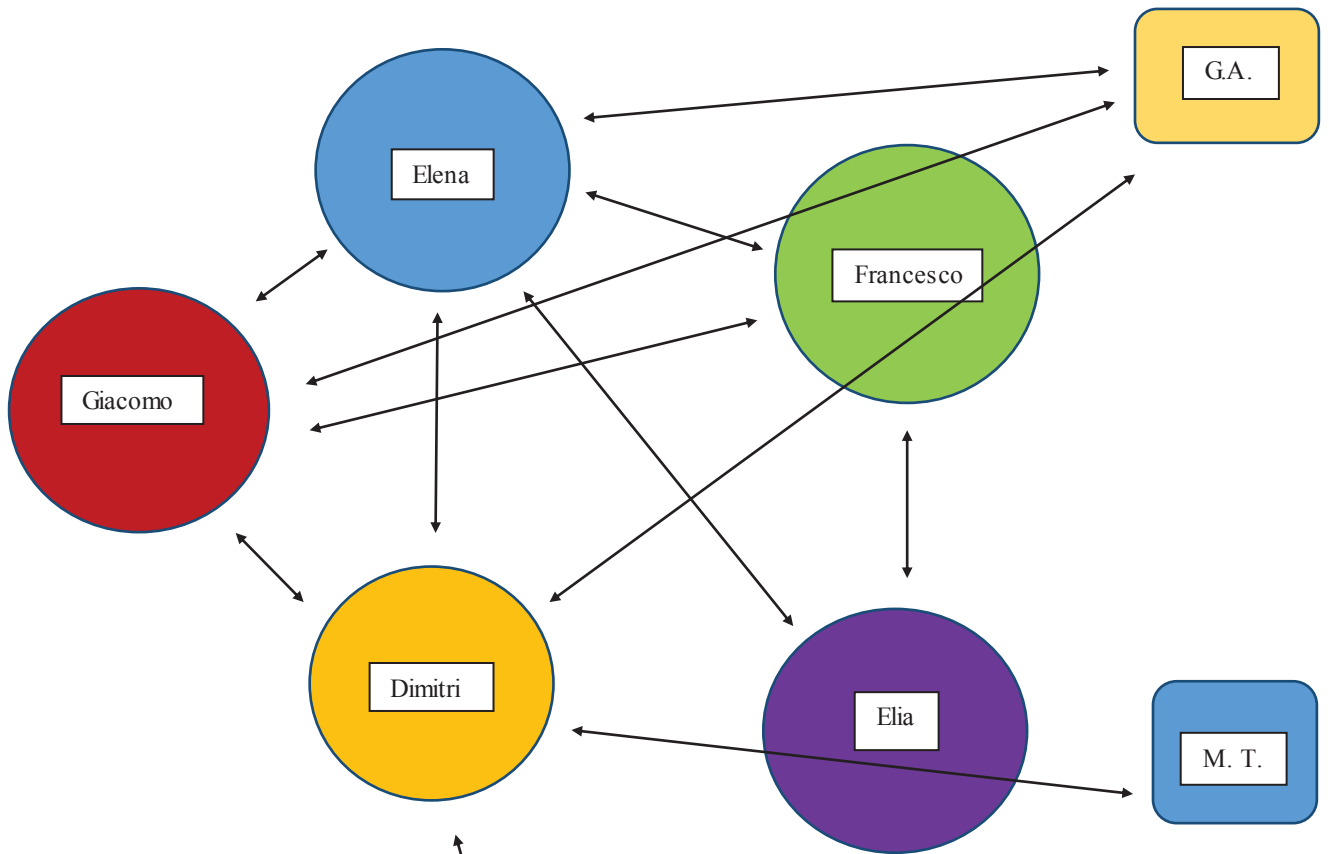 G.A.
Elena
Francesco
Giacomo
Dimitri
Elia
M. T.